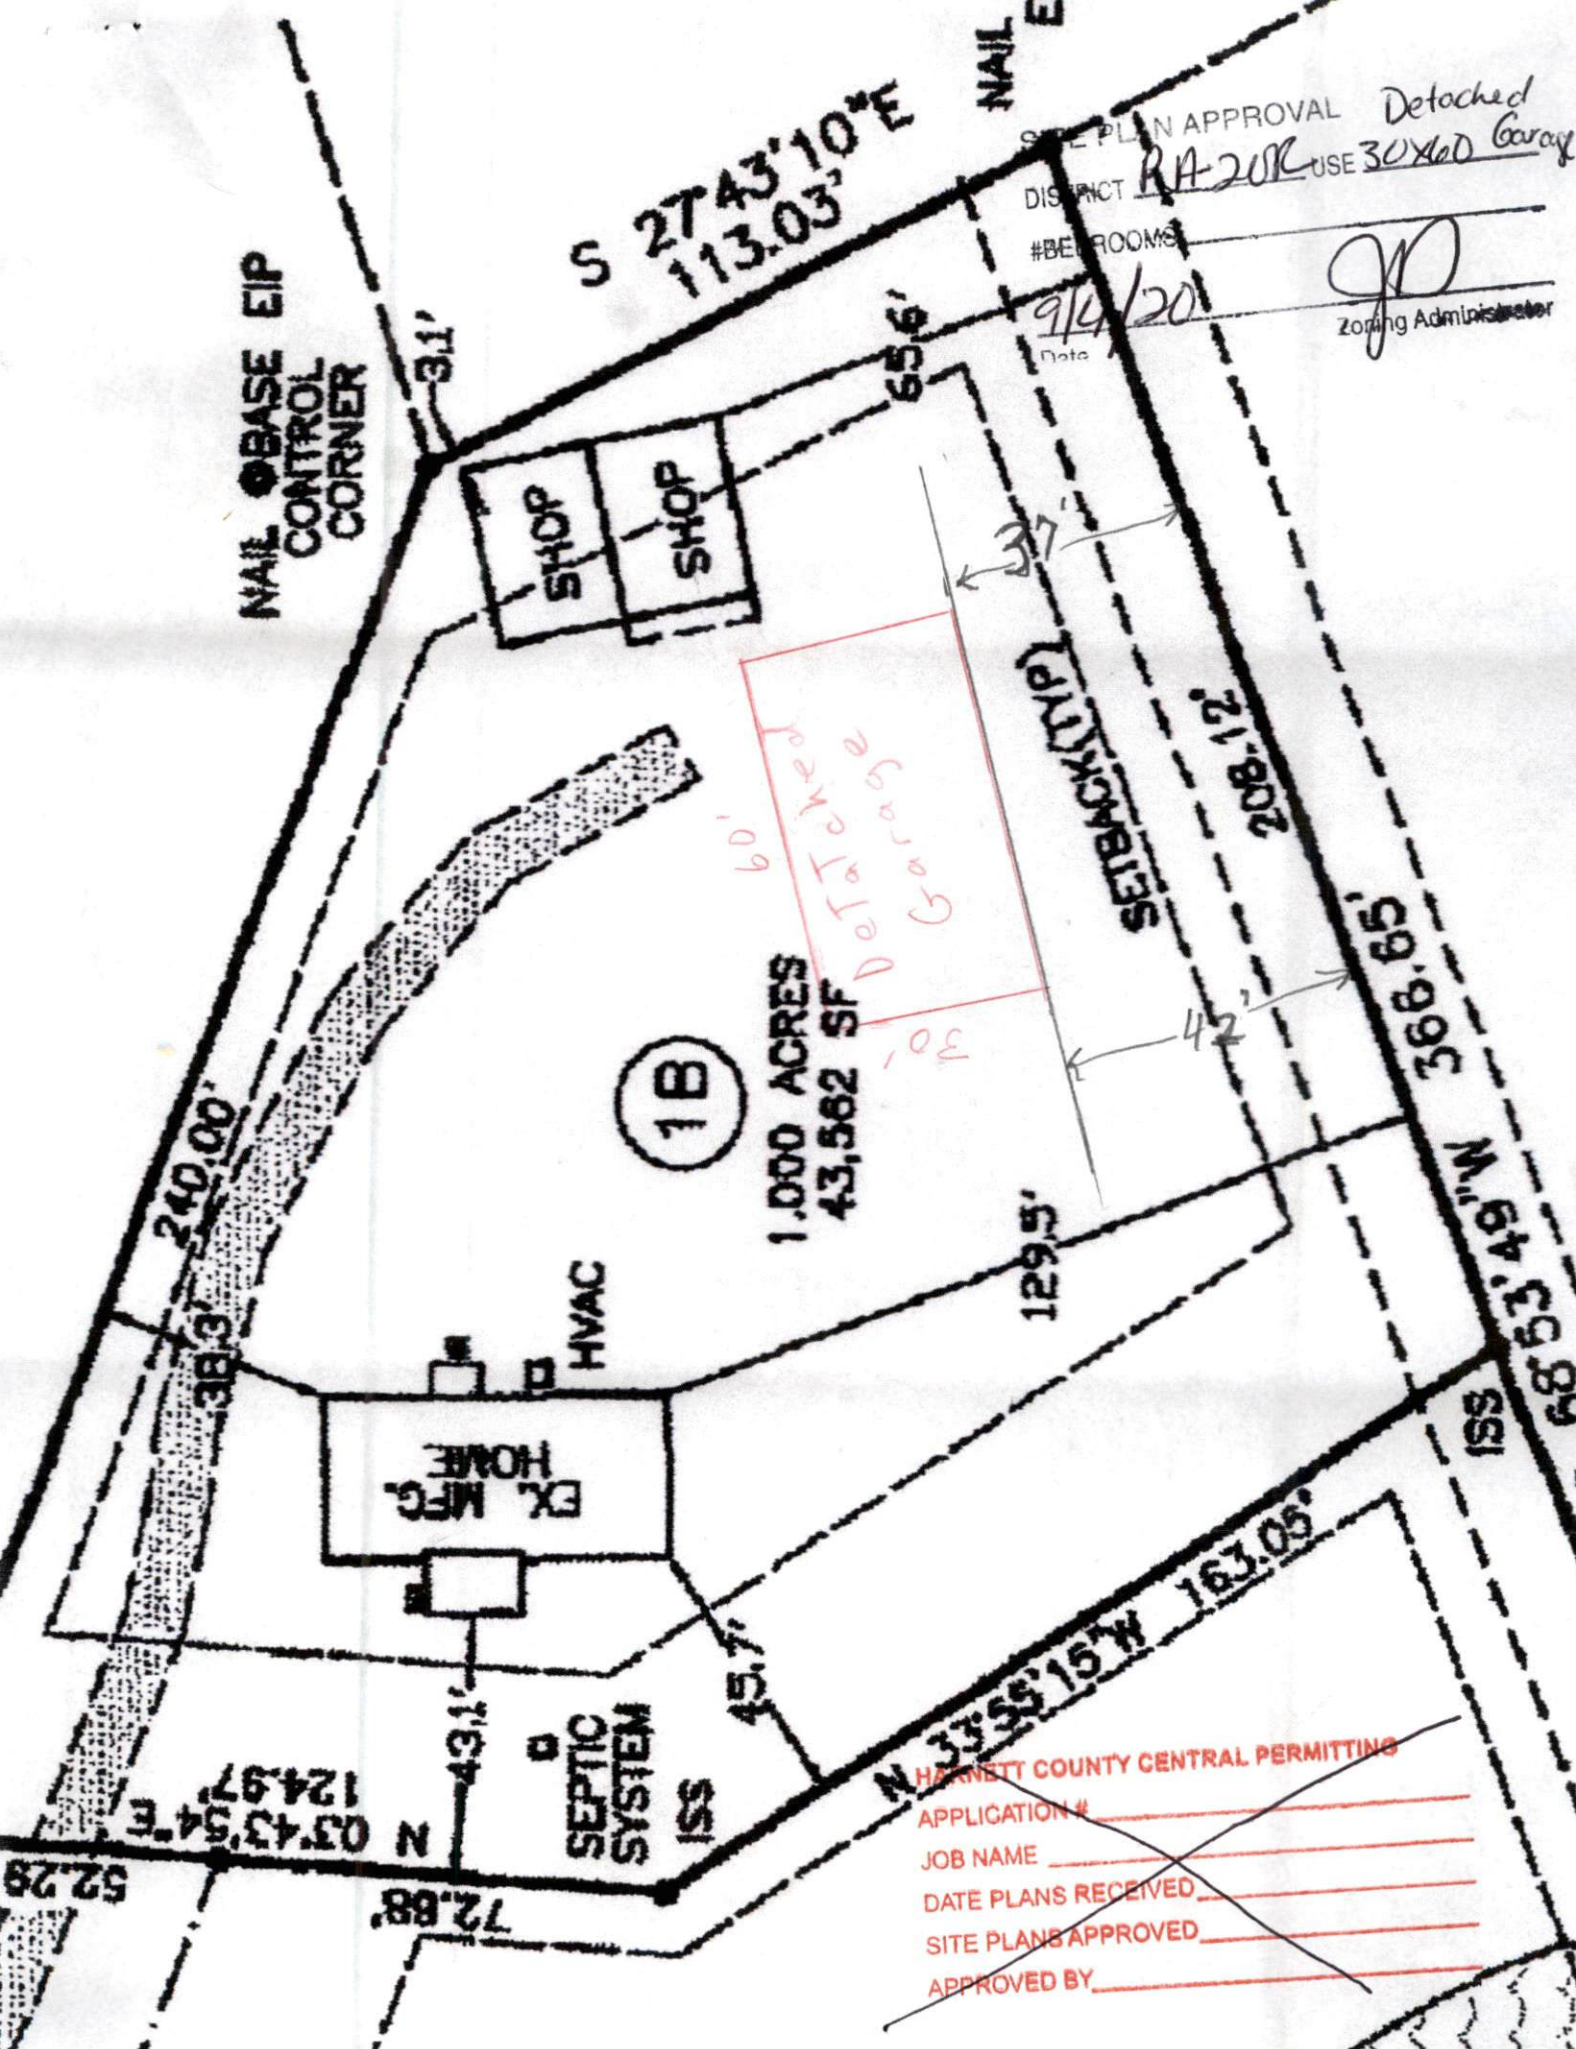 NAIL
E
SITE PLAN APPROVAL Detached
DISTRICT RA-20R USE 30X60 Garage
#BEDROOMS
9/4/20
Date
Zoning Administrator
S 27°43'10"E
113.03'
NAIL @BASE EIP
CONTROL
CORNER
3.1'
65.6'
SHOP
SHOP
37'
SETBACK(TYP)
208.12'
60'
DeTaTched
Garage
30'
42'
368.65'
68°53'49"W
240.00'
38.3'
1B
1.000 ACRES
43,562 SF
129.5'
HVAC
EX. MFG.
HOME
ISS
N 33°55'15"W 163.05'
45.7'
43.1'
SEPTIC
SYSTEM
ISS
N 03°43'54"E
124.97'
52.29
72.68'
HARNETT COUNTY CENTRAL PERMITTING
APPLICATION #
JOB NAME
DATE PLANS RECEIVED
SITE PLANS APPROVED
APPROVED BY